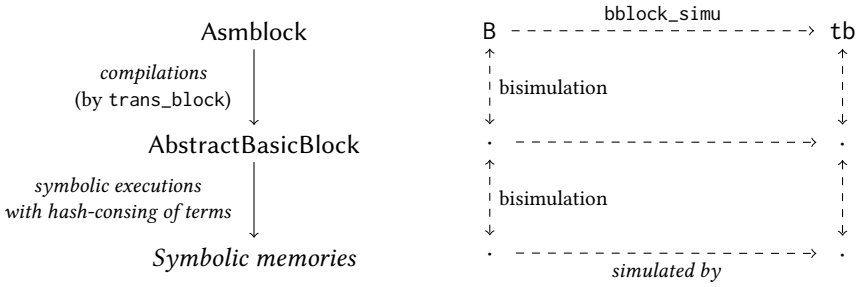 Asmblock
compilations
(by trans_block)
AbstractBasicBlock
symbolic executions
with hash-consing of terms
Symbolic memories
bblock_simu
B
tb
bisimulation
bisimulation
simulated by